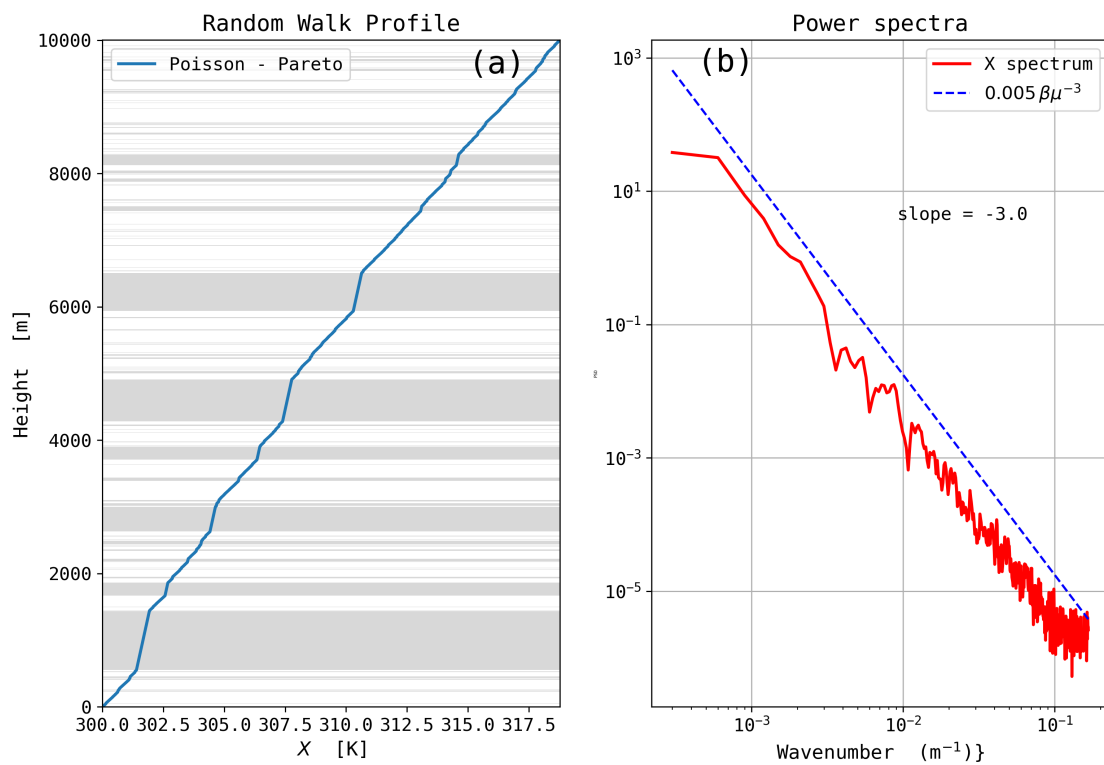 Random Walk Profile
Poisson - Pareto
(a)
Height [m]
10000
8000
6000
4000
2000
0
300.0 302.5 305.0 307.5 310.0 312.5 315.0 317.5
X [K]
Power spectra
(b)
X spectrum
0.005 βμ⁻³
slope = -3.0
10³
10¹
10⁻¹
10⁻³
10⁻⁵
10⁻³ 10⁻² 10⁻¹
Wavenumber (m⁻¹)}